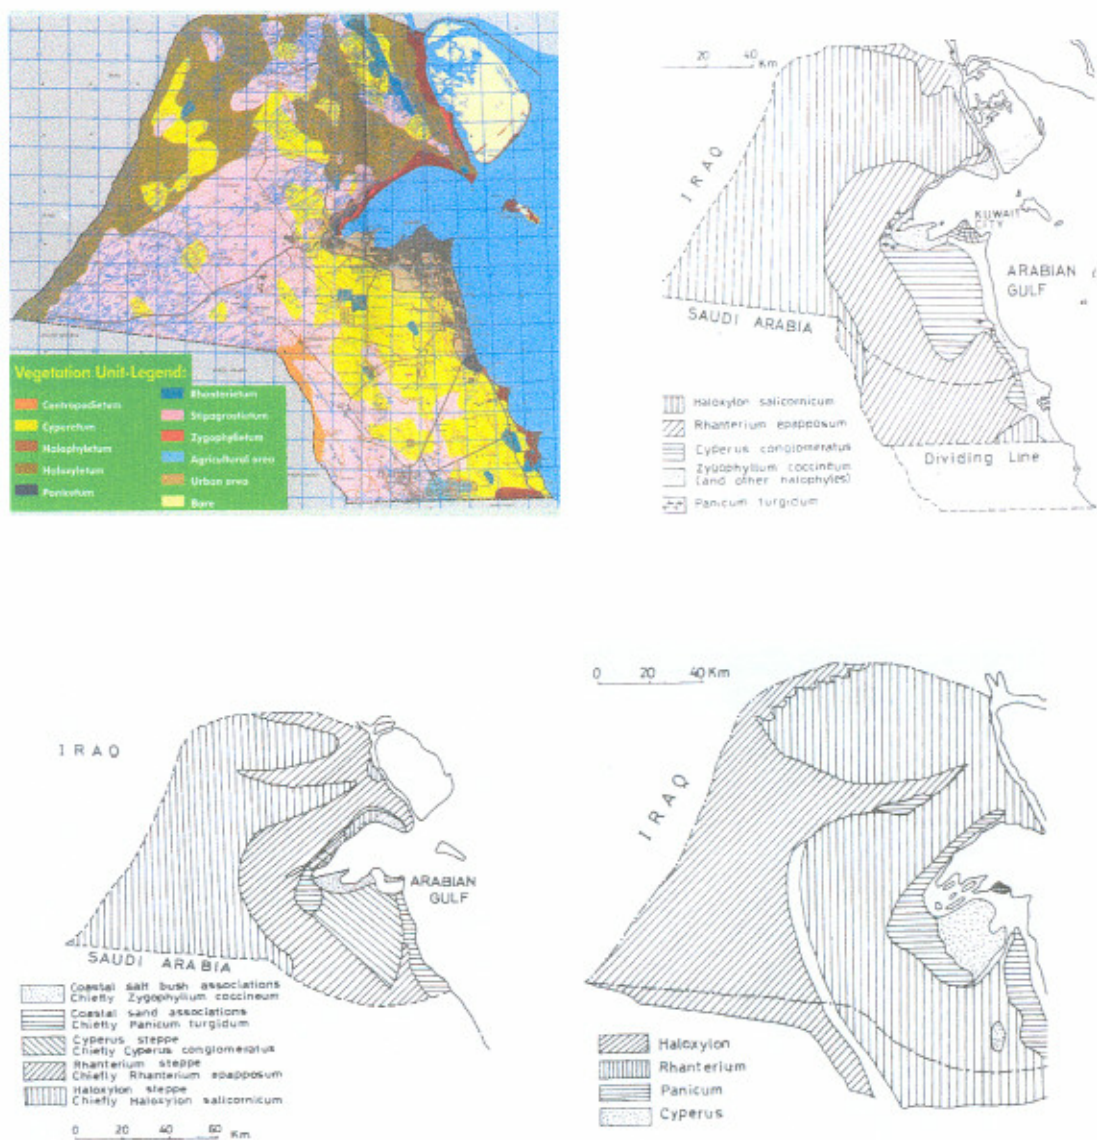 Vegetation Unit-Legend:
Centropodietum
Cyperetum
Halophyletum
Haloxyletum
Panicetum
Rhanterietum
Stipagrostietum
Zygophylletum
Agricultural area
Urban area
Bare
20 40
Km
IRAQ
KUWAIT
CITY
ARABIAN
GULF
SAUDI ARABIA
Haloxylon salicornicum
Rhanterium epapposum
Cyperus conglomeratus
Zygophyllum coccineum
(and other halophyles)
Panicum turgidum
Dividing Line
IRAQ
ARABIAN
GULF
SAUDI ARABIA
Coastal salt bush associations
Chiefly Zygophyllum coccineum
Coastal sand associations
Chiefly Panicum turgidum
Cyperus steppe
Chiefly Cyperus conglomeratus
Rhanterium steppe
Chiefly Rhanterium epapposum
Haloxylon steppe
Chiefly Haloxylon salicornicum
0 20 40 60 Km
0 20 40 Km
IRAQ
Haloxylon
Rhanterium
Panicum
Cyperus